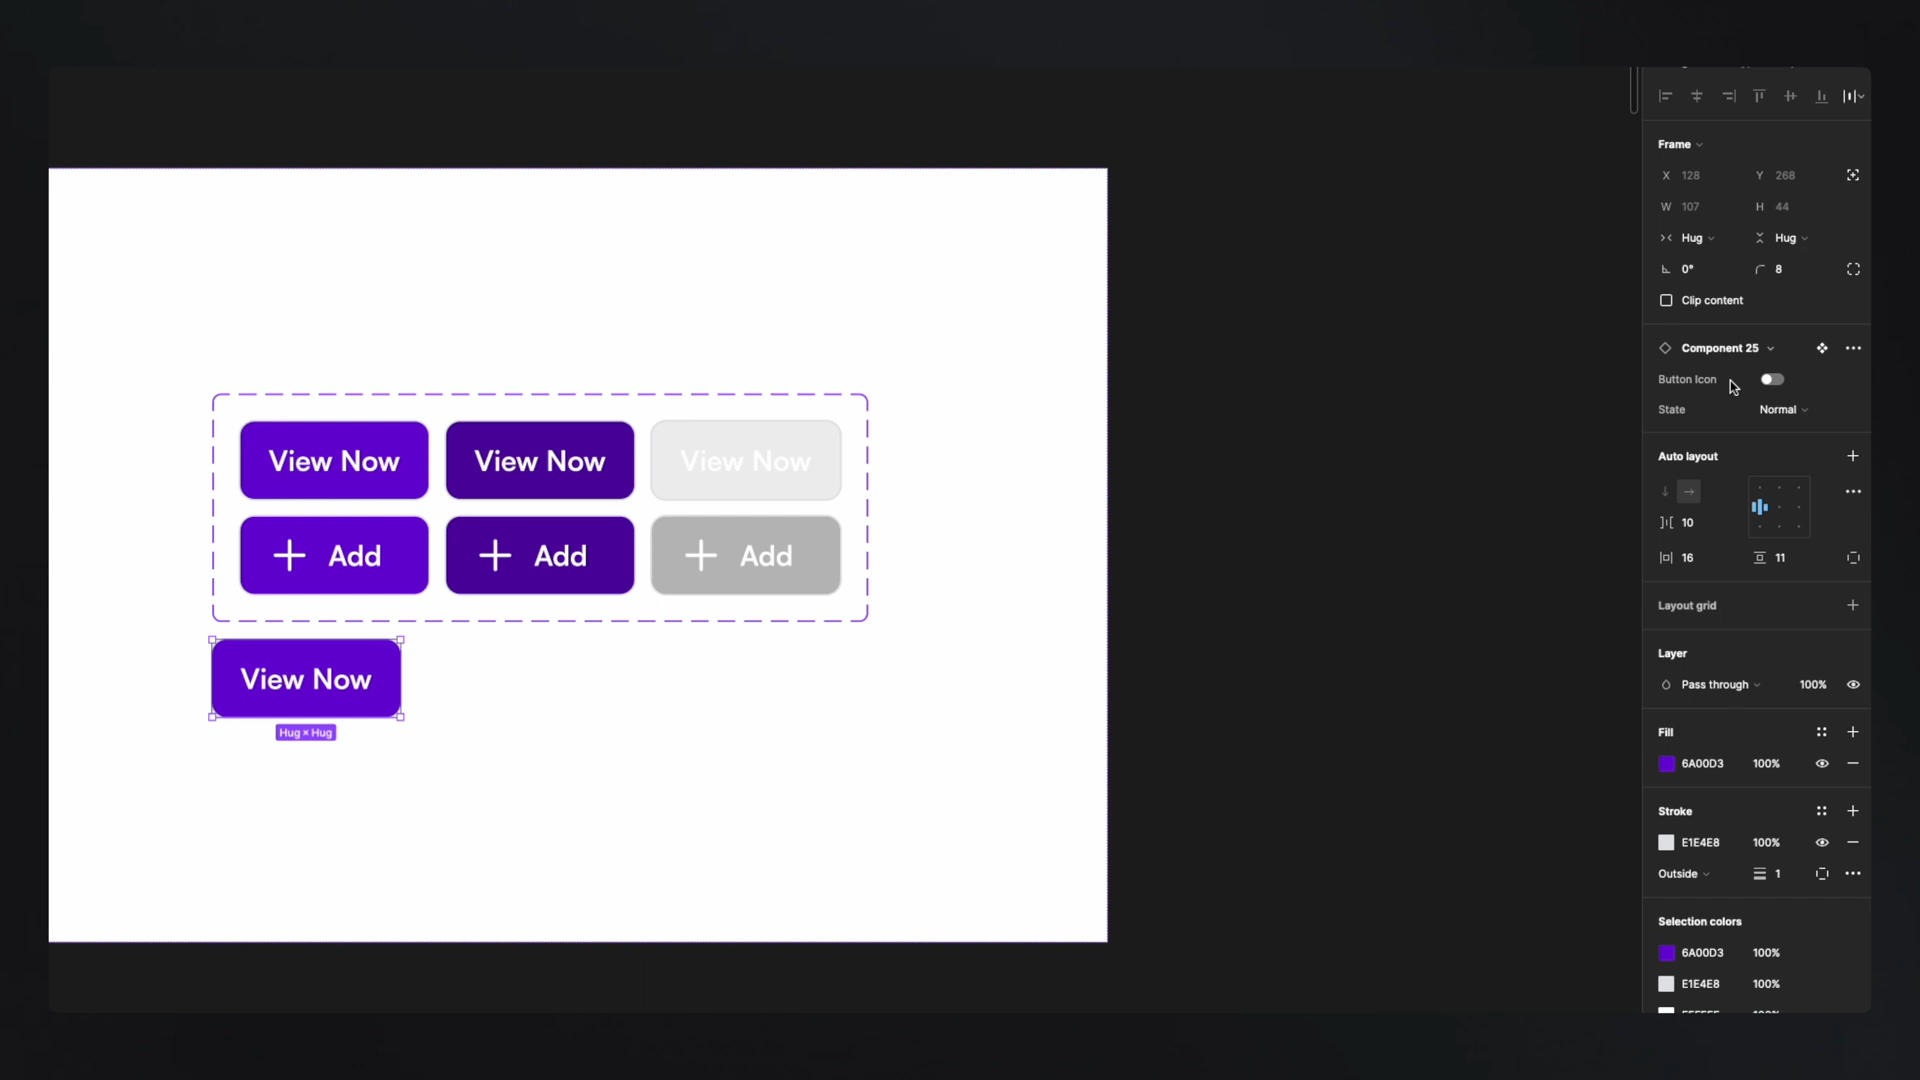 Frame
X 128 Y 268
W 107 H 44
Hug Hug
0° 8
Clip content
Component 25
Button Icon
State Normal
Auto layout
10
16 11
Layout grid
Layer
Pass through 100%
Fill
6A00D3 100%
Stroke
E1E4E8 100%
Outside 1
Selection colors
6A00D3 100%
E1E4E8 100%
View Now View Now View Now
Add Add Add
View Now
Hug × Hug